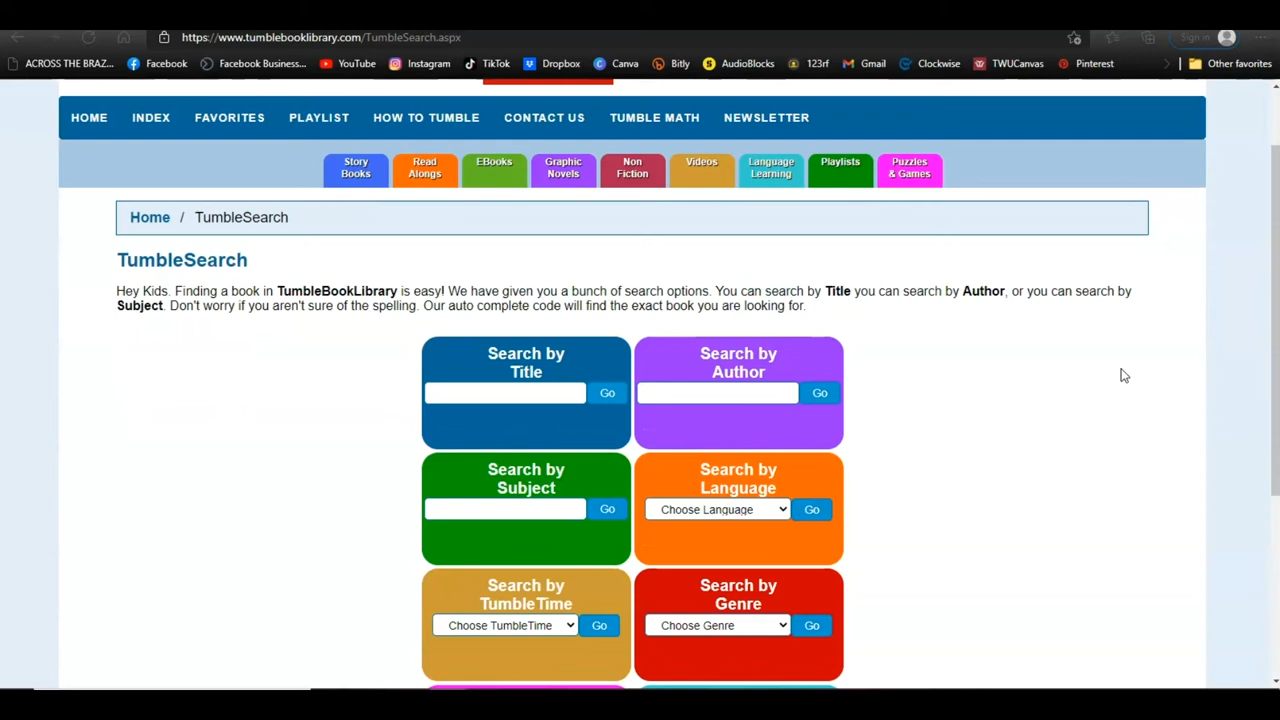 https://www.tumblebooklibrary.com/TumbleSearch.aspx
Sign in
ACROSS THE BRAZ... Facebook Facebook Business... YouTube Instagram TikTok Dropbox Canva Bitly AudioBlocks 123rf Gmail Clockwise TWUCanvas Pinterest Other favorites
HOME INDEX FAVORITES PLAYLIST HOW TO TUMBLE CONTACT US TUMBLE MATH NEWSLETTER
Story Books
Read Alongs
EBooks
Graphic Novels
Non Fiction
Videos
Language Learning
Playlists
Puzzles & Games
Home / TumbleSearch
TumbleSearch
Hey Kids. Finding a book in TumbleBookLibrary is easy! We have given you a bunch of search options. You can search by Title you can search by Author, or you can search by
Subject. Don't worry if you aren't sure of the spelling. Our auto complete code will find the exact book you are looking for.
Search by
Title
Go
Search by
Author
Go
Search by
Subject
Go
Search by
Language
Choose Language Go
Search by
TumbleTime
Choose TumbleTime Go
Search by
Genre
Choose Genre Go